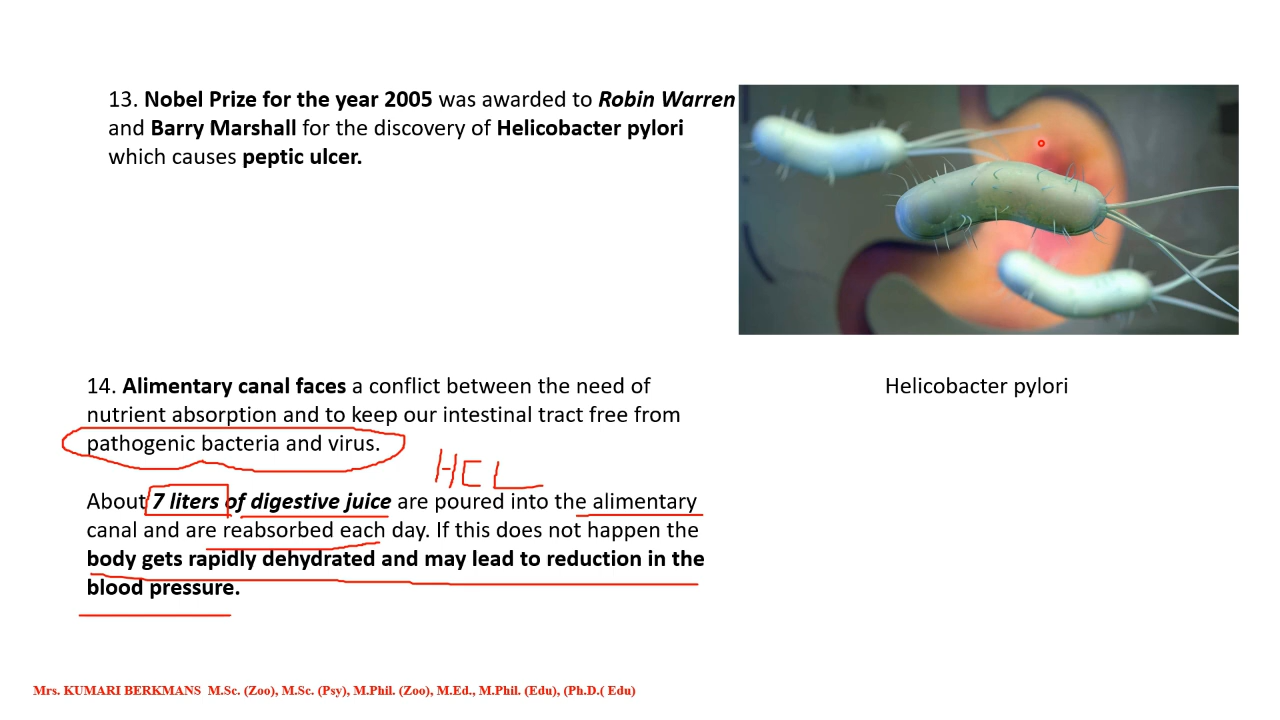 13. Nobel Prize for the year 2005 was awarded to Robin Warren
and Barry Marshall for the discovery of Helicobacter pylori
which causes peptic ulcer.
14. Alimentary canal faces a conflict between the need of
nutrient absorption and to keep our intestinal tract free from
pathogenic bacteria and virus.
HCL
About 7 liters of digestive juice are poured into the alimentary
canal and are reabsorbed each day. If this does not happen the
body gets rapidly dehydrated and may lead to reduction in the
blood pressure.
Helicobacter pylori
Mrs. KUMARI BERKMANS M.Sc. (Zoo), M.Sc. (Psy), M.Phil. (Zoo), M.Ed., M.Phil. (Edu), (Ph.D.( Edu)